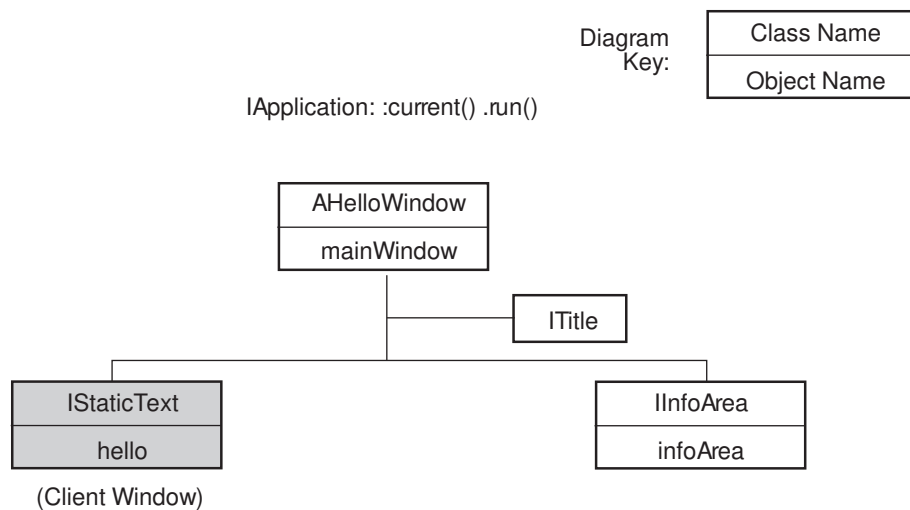 Diagram
Key:
Class Name
Object Name
IApplication: :current() .run()
AHelloWindow
mainWindow
ITitle
IStaticText
hello
(Client Window)
IInfoArea
infoArea